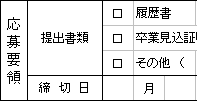 応募要領
提出書類
□ 履歴書
□ 卒業見込証
□ その他（
締切日
月